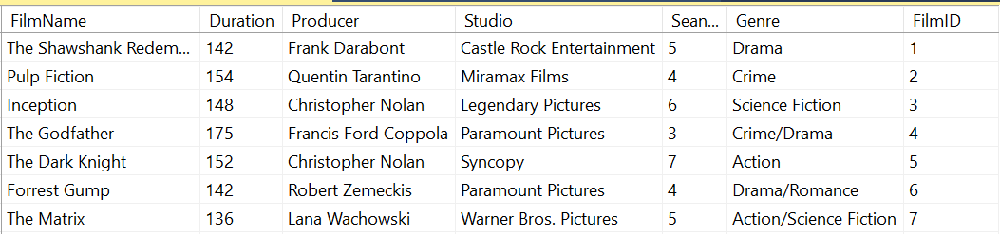 FilmName Duration Producer Studio Sean... Genre FilmID
The Shawshank Redem... 142 Frank Darabont Castle Rock Entertainment 5 Drama 1
Pulp Fiction 154 Quentin Tarantino Miramax Films 4 Crime 2
Inception 148 Christopher Nolan Legendary Pictures 6 Science Fiction 3
The Godfather 175 Francis Ford Coppola Paramount Pictures 3 Crime/Drama 4
The Dark Knight 152 Christopher Nolan Syncopy 7 Action 5
Forrest Gump 142 Robert Zemeckis Paramount Pictures 4 Drama/Romance 6
The Matrix 136 Lana Wachowski Warner Bros. Pictures 5 Action/Science Fiction 7